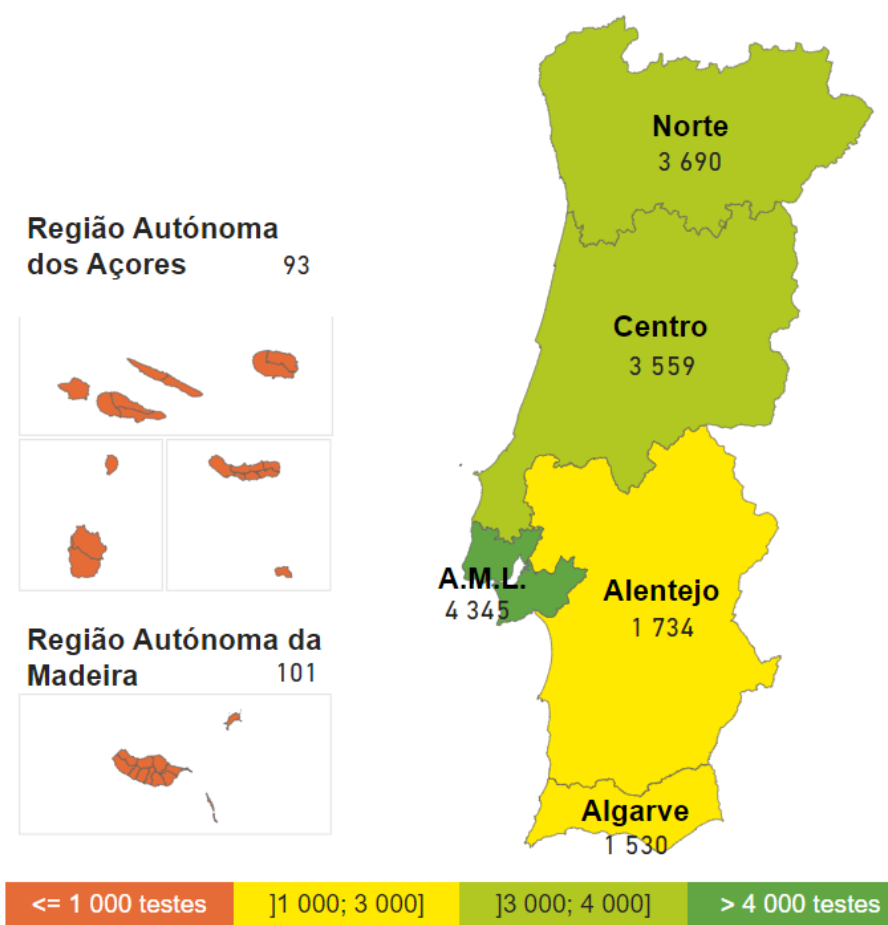 Norte
3 690
Região Autónoma
dos Açores 93
Centro
3 559
A.M.L.
4 345
Alentejo
1 734
Região Autónoma da
Madeira 101
Algarve
1 530
<= 1 000 testes ]1 000; 3 000] ]3 000; 4 000] > 4 000 testes